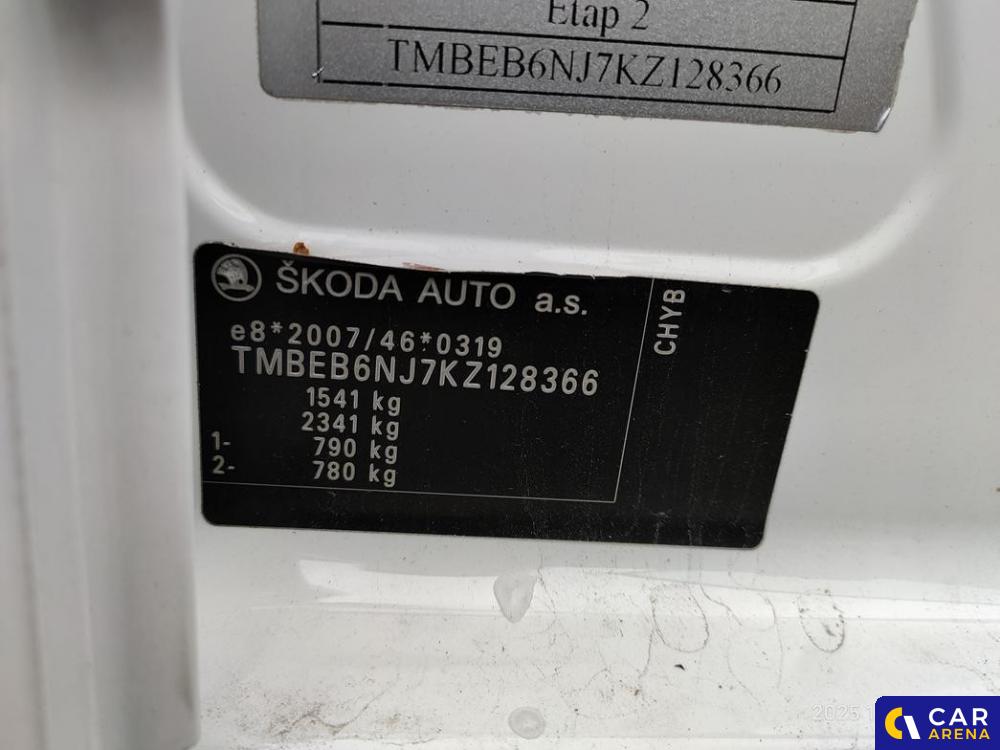 Etap 2
TMBEB6NJ7KZ128366
ŠKODA AUTO a.s.
e8*2007/46*0319
TMBEB6NJ7KZ128366
1541 kg
2341 kg
1- 790 kg
2- 780 kg
CHYB
2025
CAR
ARENA